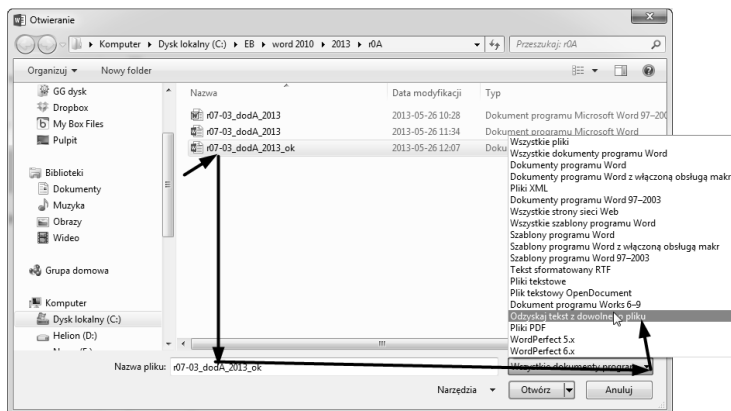 Otwieranie
Komputer ▸ Dysk lokalny (C:) ▸ EB ▸ word 2010 ▸ 2013 ▸ r0A
Przeszukaj: r0A
Organizuj
Nowy folder
GG dysk
Dropbox
My Box Files
Pulpit
Biblioteki
Dokumenty
Muzyka
Obrazy
Wideo
Grupa domowa
Komputer
Dysk lokalny (C:)
Helion (D:)
Nazwa Data modyfikacji Typ
r07-03_dodA_2013 2013-05-26 10:28 Dokument programu Microsoft Word 97–200
r07-03_dodA_2013 2013-05-26 11:34 Dokument programu Microsoft Word
r07-03_dodA_2013_ok 2013-05-26 12:07 Doku
Wszystkie pliki
Wszystkie dokumenty programu Word
Dokumenty programu Word
Dokumenty programu Word z włączoną obsługą makr
Pliki XML
Dokumenty programu Word 97–2003
Wszystkie strony sieci Web
Wszystkie szablony programu Word
Szablony programu Word
Szablony programu Word z włączoną obsługą makr
Szablony programu Word 97–2003
Tekst sformatowany RTF
Pliki tekstowe
Plik tekstowy OpenDocument
Dokument programu Works 6–9
Odzyskaj tekst z dowolnego pliku
Pliki PDF
WordPerfect 5.x
WordPerfect 6.x
Nazwa pliku: r07-03_dodA_2013_ok
Wszystkie dokumenty program
Narzędzia
Otwórz
Anuluj